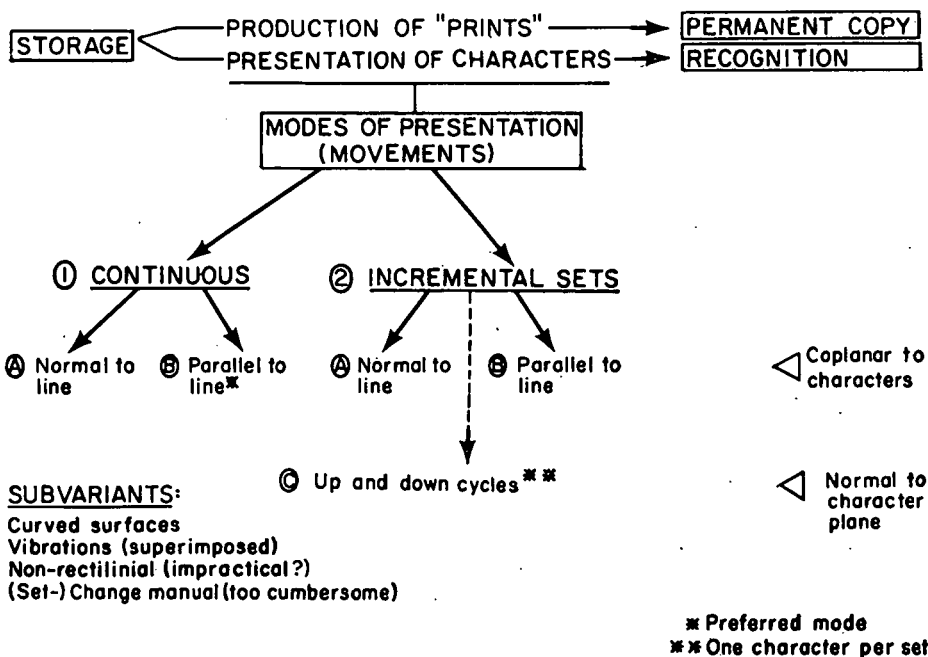 STORAGE
PRODUCTION OF "PRINTS"
PERMANENT COPY
PRESENTATION OF CHARACTERS
RECOGNITION
MODES OF PRESENTATION
(MOVEMENTS)
① CONTINUOUS
② INCREMENTAL SETS
Ⓐ Normal to
line
Ⓑ Parallel to
line*
Ⓐ Normal to
line
Ⓑ Parallel to
line
Coplanar to
characters
Ⓒ Up and down cycles**
Normal to
character
plane
SUBVARIANTS:
Curved surfaces
Vibrations (superimposed)
Non-rectilinial (impractical?)
(Set-) Change manual (too cumbersome)
* Preferred mode
** One character per set